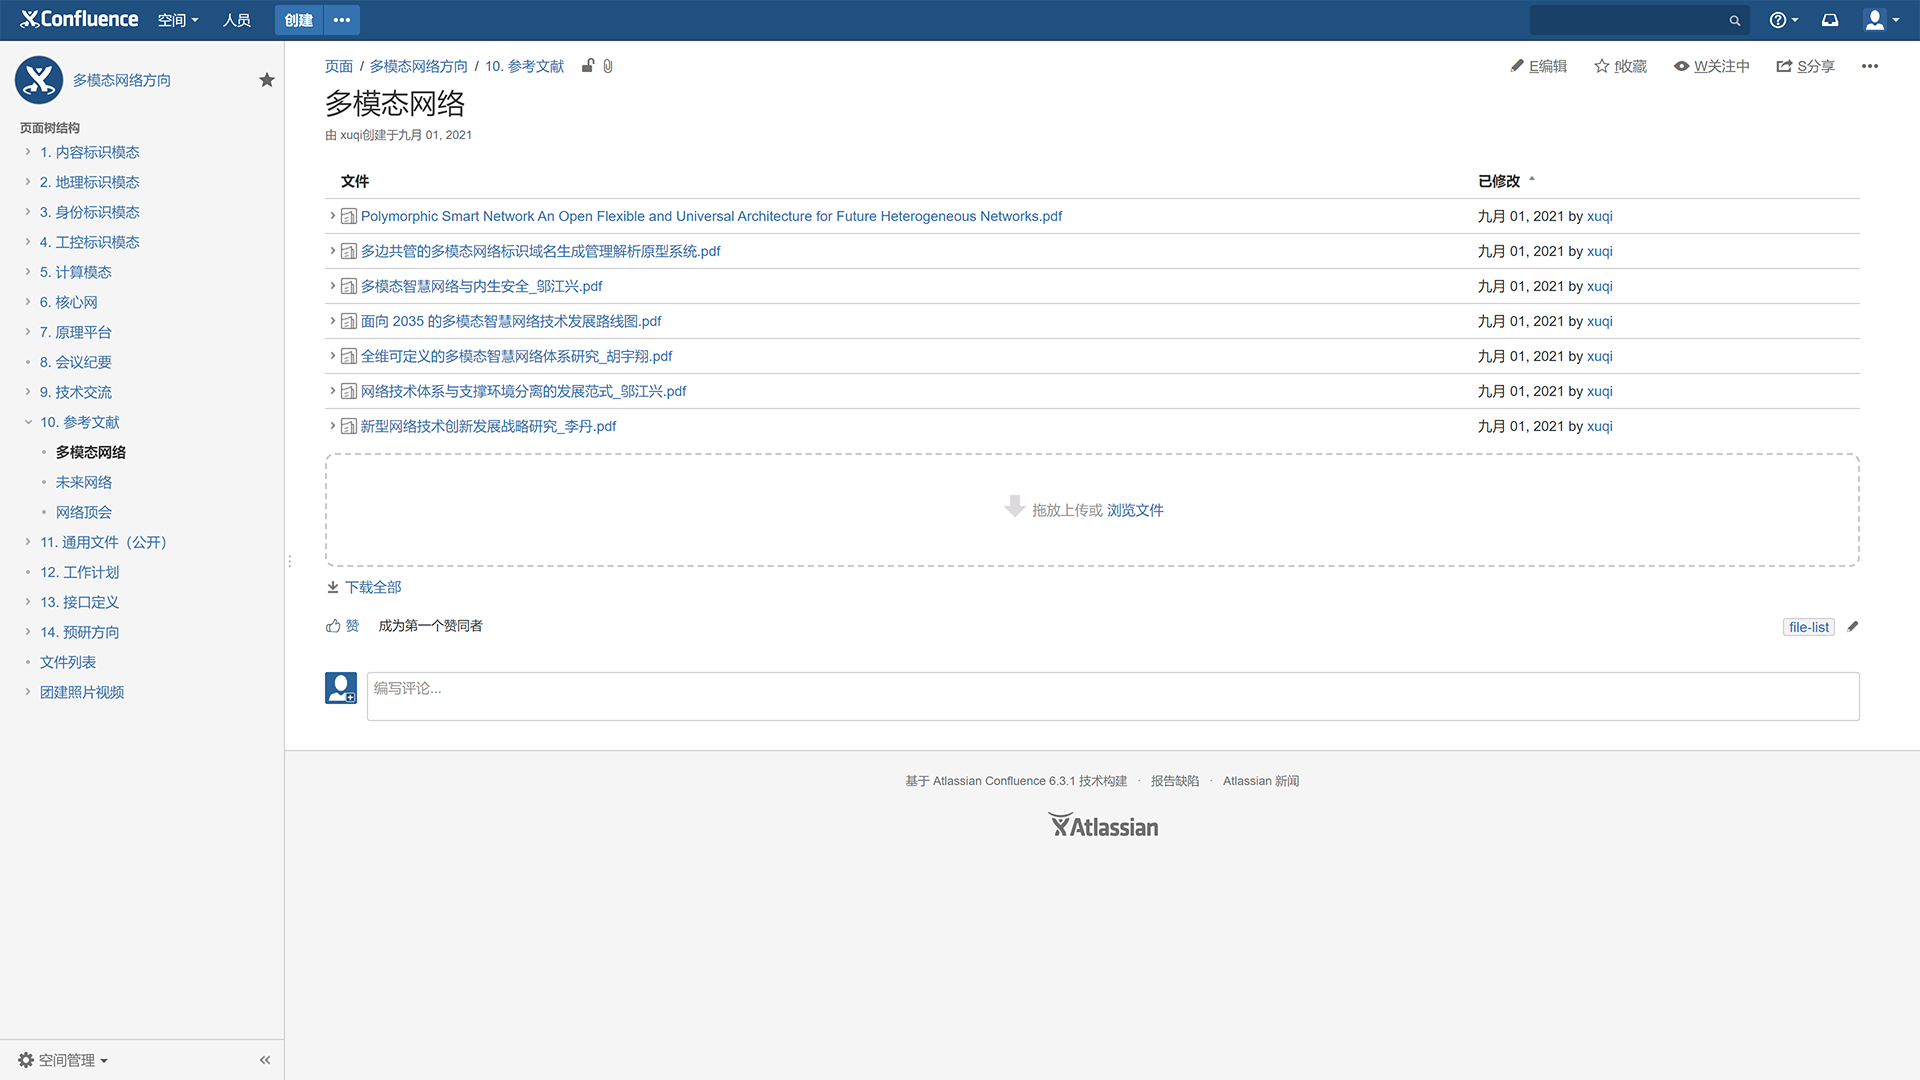 Confluence 空间 人员 创建
多模态网络方向
页面树结构
1. 内容标识模态
2. 地理标识模态
3. 身份标识模态
4. 工控标识模态
5. 计算模态
6. 核心网
7. 原理平台
8. 会议纪要
9. 技术交流
10. 参考文献
多模态网络
未来网络
网络顶会
11. 通用文件（公开）
12. 工作计划
13. 接口定义
14. 预研方向
文件列表
团建照片视频
空间管理
页面 / 多模态网络方向 / 10. 参考文献
E编辑 f收藏 W关注中 S分享
多模态网络
由 xuqi创建于九月 01, 2021
文件 已修改
Polymorphic Smart Network An Open Flexible and Universal Architecture for Future Heterogeneous Networks.pdf 九月 01, 2021 by xuqi
多边共管的多模态网络标识域名生成管理解析原型系统.pdf 九月 01, 2021 by xuqi
多模态智慧网络与内生安全_邬江兴.pdf 九月 01, 2021 by xuqi
面向 2035 的多模态智慧网络技术发展路线图.pdf 九月 01, 2021 by xuqi
全维可定义的多模态智慧网络体系研究_胡宇翔.pdf 九月 01, 2021 by xuqi
网络技术体系与支撑环境分离的发展范式_邬江兴.pdf 九月 01, 2021 by xuqi
新型网络技术创新发展战略研究_李丹.pdf 九月 01, 2021 by xuqi
拖放上传或 浏览文件
下载全部
赞 成为第一个赞同者 file-list
编写评论...
基于 Atlassian Confluence 6.3.1 技术构建 · 报告缺陷 · Atlassian 新闻
Atlassian